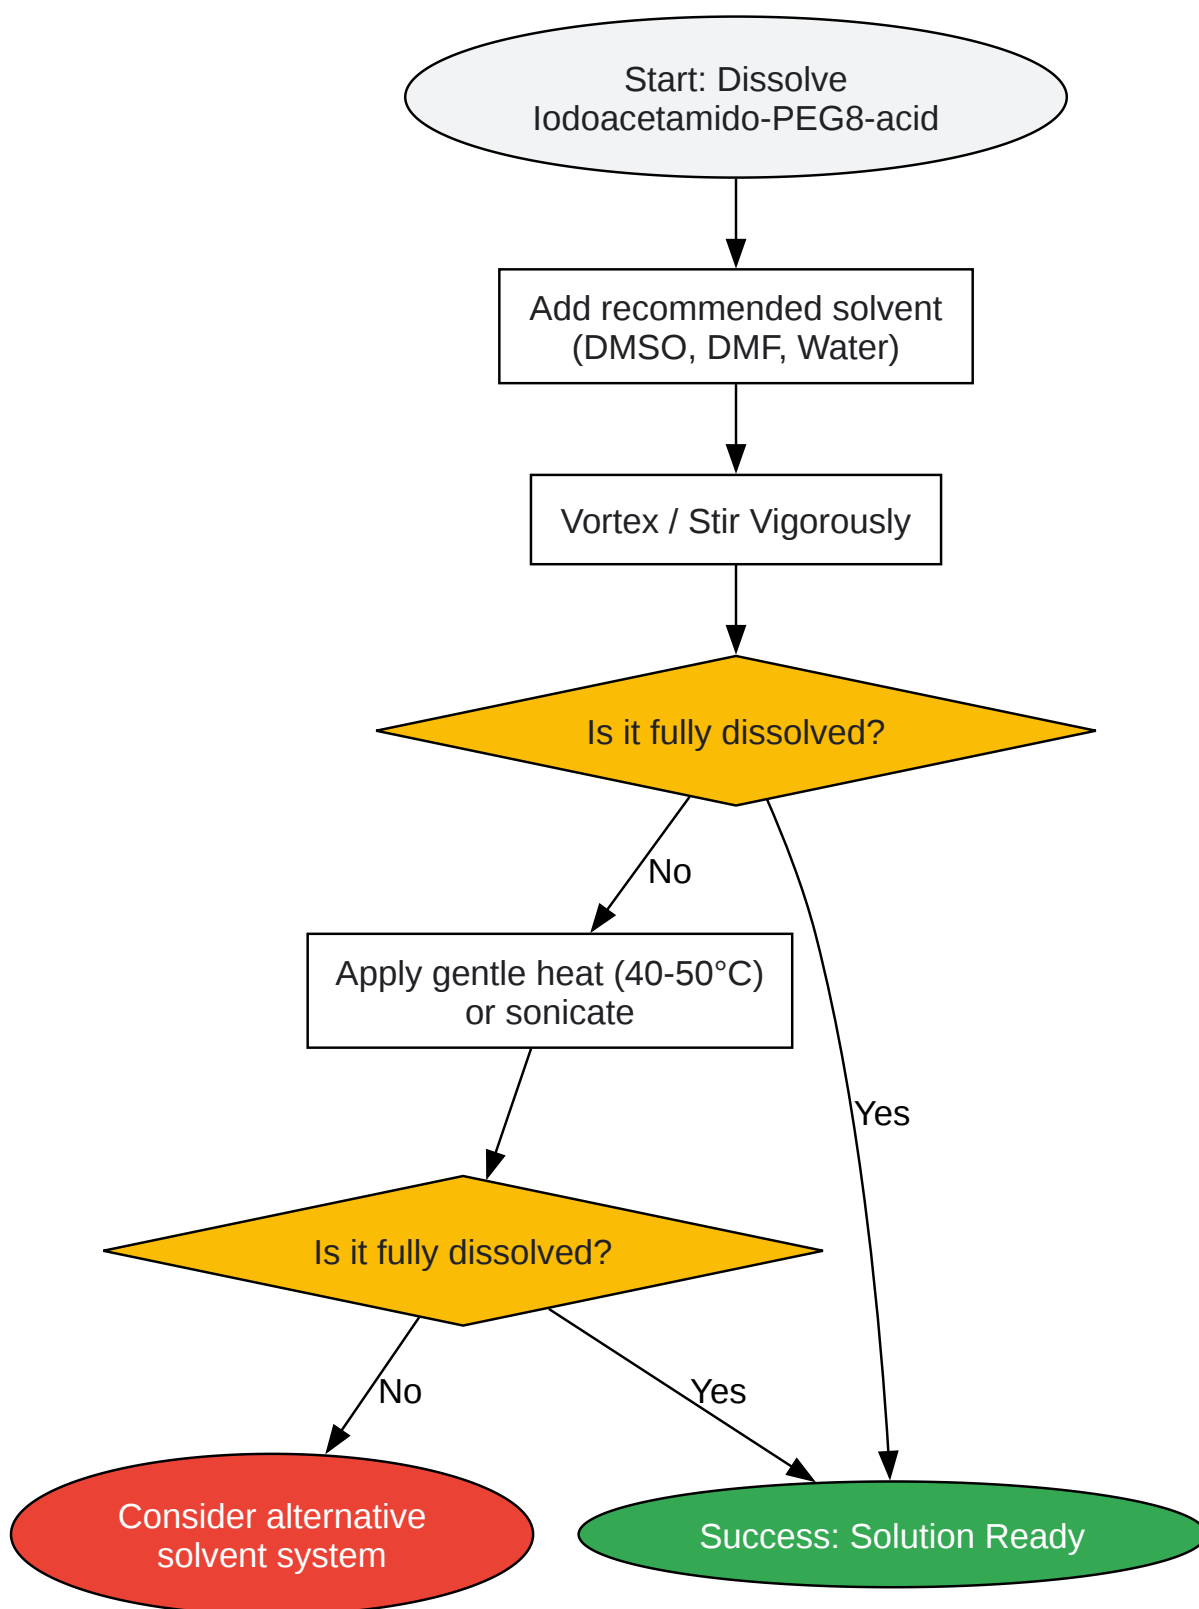 Start: Dissolve
Iodoacetamido-PEG8-acid
Add recommended solvent
(DMSO, DMF, Water)
Vortex / Stir Vigorously
Is it fully dissolved?
No
Apply gentle heat (40-50°C)
or sonicate
Yes
Is it fully dissolved?
No
Yes
Consider alternative
solvent system
Success: Solution Ready